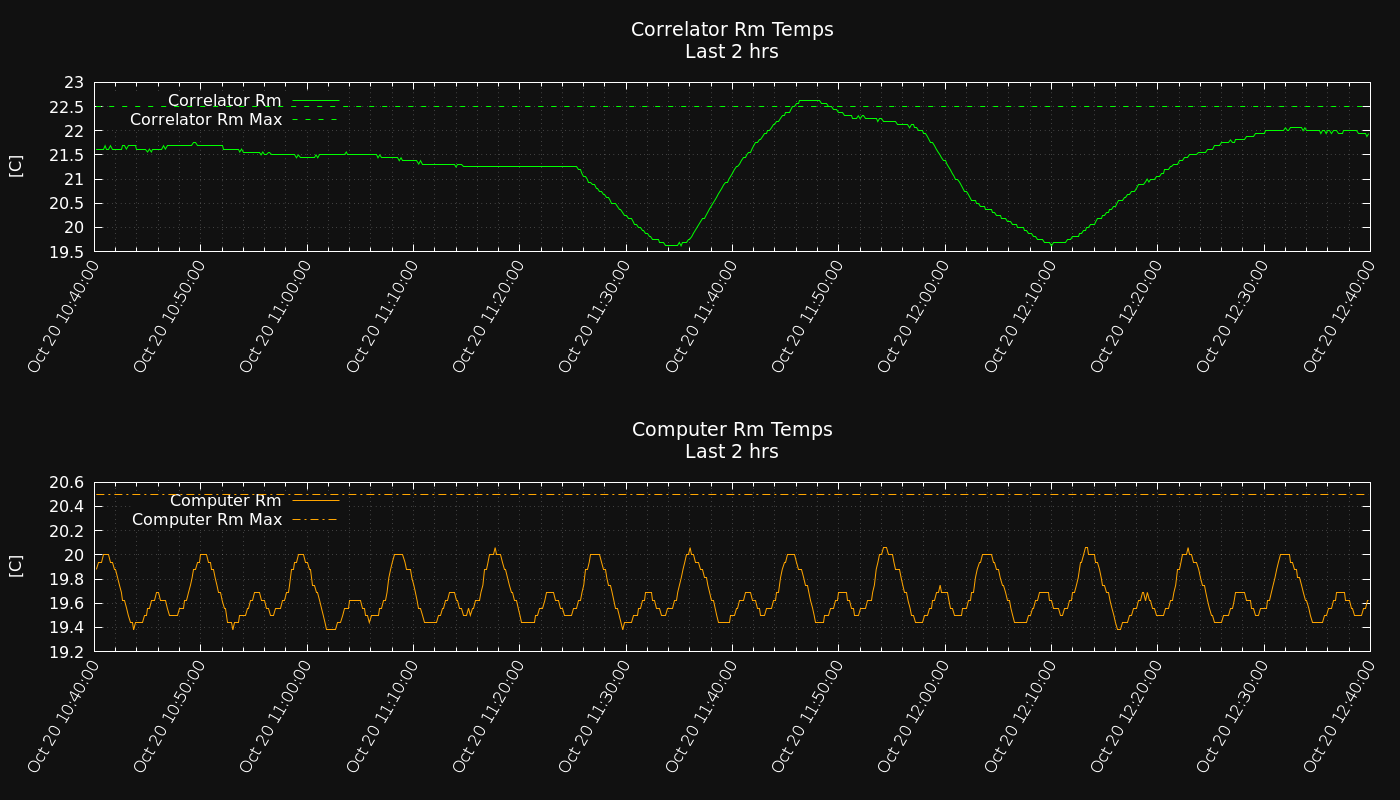 Correlator Rm Temps
Last 2 hrs
23
22.5
22
21.5
21
20.5
20
19.5
[C]
Correlator Rm
Correlator Rm Max
Oct 20 10:40:00
Oct 20 10:50:00
Oct 20 11:00:00
Oct 20 11:10:00
Oct 20 11:20:00
Oct 20 11:30:00
Oct 20 11:40:00
Oct 20 11:50:00
Oct 20 12:00:00
Oct 20 12:10:00
Oct 20 12:20:00
Oct 20 12:30:00
Oct 20 12:40:00
Computer Rm Temps
Last 2 hrs
20.6
20.4
20.2
20
19.8
19.6
19.4
19.2
[C]
Computer Rm
Computer Rm Max
Oct 20 10:40:00
Oct 20 10:50:00
Oct 20 11:00:00
Oct 20 11:10:00
Oct 20 11:20:00
Oct 20 11:30:00
Oct 20 11:40:00
Oct 20 11:50:00
Oct 20 12:00:00
Oct 20 12:10:00
Oct 20 12:20:00
Oct 20 12:30:00
Oct 20 12:40:00